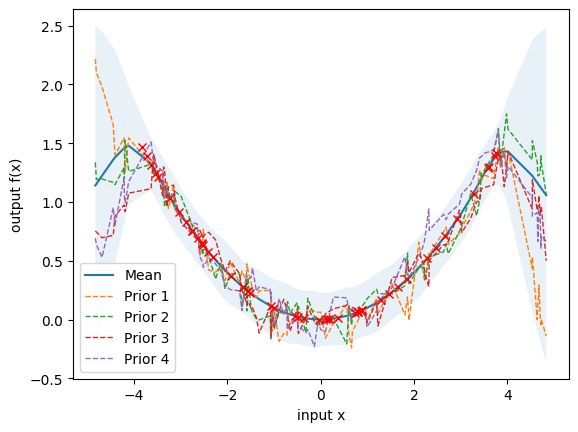 2.5
2.0
1.5
1.0
0.5
0.0
−0.5
output f(x)
Mean
Prior 1
Prior 2
Prior 3
Prior 4
−4
−2
0
2
4
input x